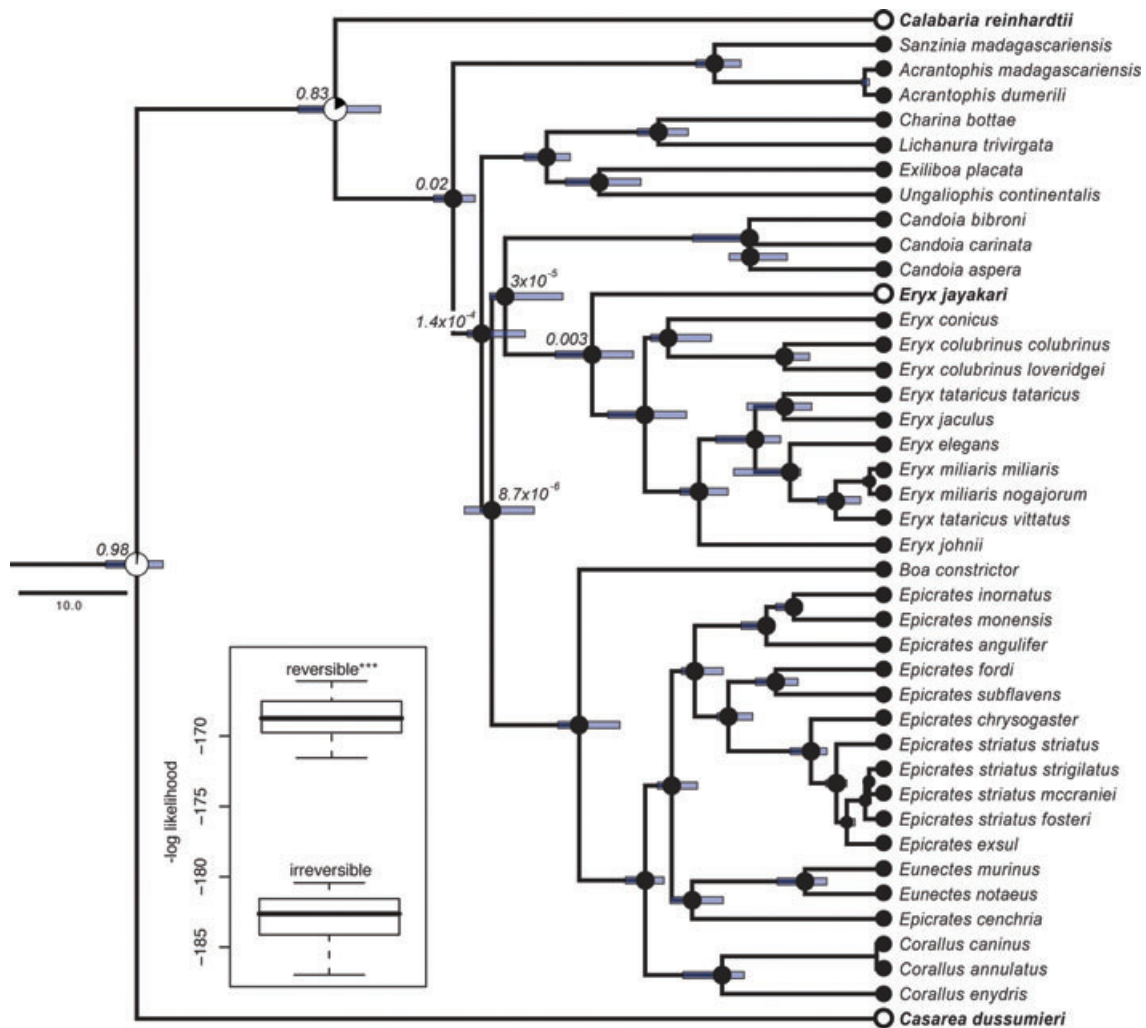 Calabaria reinhardtii
Sanzinia madagascariensis
Acrantophis madagascariensis
Acrantophis dumerili
Charina bottae
Lichanura trivirgata
Exiliboa placata
Ungaliophis continentalis
Candoia bibroni
Candoia carinata
Candoia aspera
Eryx jayakari
Eryx conicus
Eryx colubrinus colubrinus
Eryx colubrinus loveridgei
Eryx tataricus tataricus
Eryx jaculus
Eryx elegans
Eryx miliaris miliaris
Eryx miliaris nogajorum
Eryx tataricus vittatus
Eryx johnii
Boa constrictor
Epicrates inornatus
Epicrates monensis
Epicrates angulifer
Epicrates fordi
Epicrates subflavens
Epicrates chrysogaster
Epicrates striatus striatus
Epicrates striatus strigilatus
Epicrates striatus mccraniei
Epicrates striatus fosteri
Epicrates exsul
Eunectes murinus
Eunectes notaeus
Epicrates cenchria
Corallus caninus
Corallus annulatus
Corallus enydris
Casarea dussumieri
0.83
0.02
3x10⁻⁵
1.4x10⁻⁴
0.003
8.7x10⁻⁶
0.98
10.0
reversible***
irreversible
-log likelihood
−170
−175
−180
−185